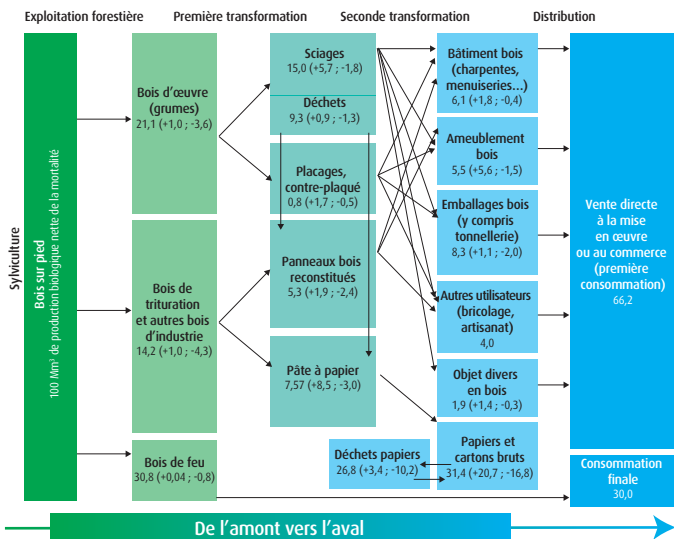 Exploitation forestière
Première transformation
Seconde transformation
Distribution
Sylviculture
Bois sur pied
100 Mm³ de production biologique nette de la mortalité
Bois d'œuvre
(grumes)
21,1 (+1,0 ; -3,6)
Bois de
trituration
et autres bois
d'industrie
14,2 (+1,0 ; -4,3)
Bois de feu
30,8 (+0,04 ; -0,8)
Sciages
15,0 (+5,7 ; -1,8)
Déchets
9,3 (+0,9 ; -1,3)
Placages,
contre-plaqué
0,8 (+1,7 ; -0,5)
Panneaux bois
reconstitués
5,3 (+1,9 ; -2,4)
Pâte à papier
7,57 (+8,5 ; -3,0)
Déchets papiers
26,8 (+3,4 ; -10,2)
Bâtiment bois
(charpentes,
menuiseries...)
6,1 (+1,8 ; -0,4)
Ameublement
bois
5,5 (+5,6 ; -1,5)
Emballages bois
(y compris
tonnellerie)
8,3 (+1,1 ; -2,0)
Autres utilisateurs
(bricolage,
artisanat)
4,0
Objet divers
en bois
1,9 (+1,4 ; -0,3)
Papiers et
cartons bruts
31,4 (+20,7 ; -16,8)
Vente directe
à la mise
en œuvre
ou au commerce
(première
consommation)
66,2
Consommation
finale
30,0
De l'amont vers l'aval